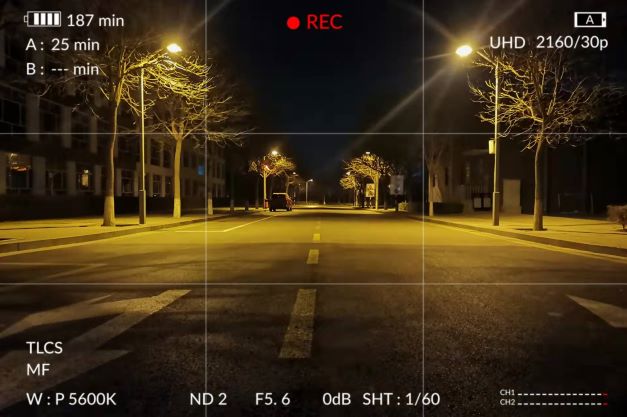 187 min
REC
A
A : 25 min
UHD 2160/30p
B : --- min
TLCS
MF
W : P 5600K ND 2 F5. 6 0dB SHT : 1/60
CH1
CH2